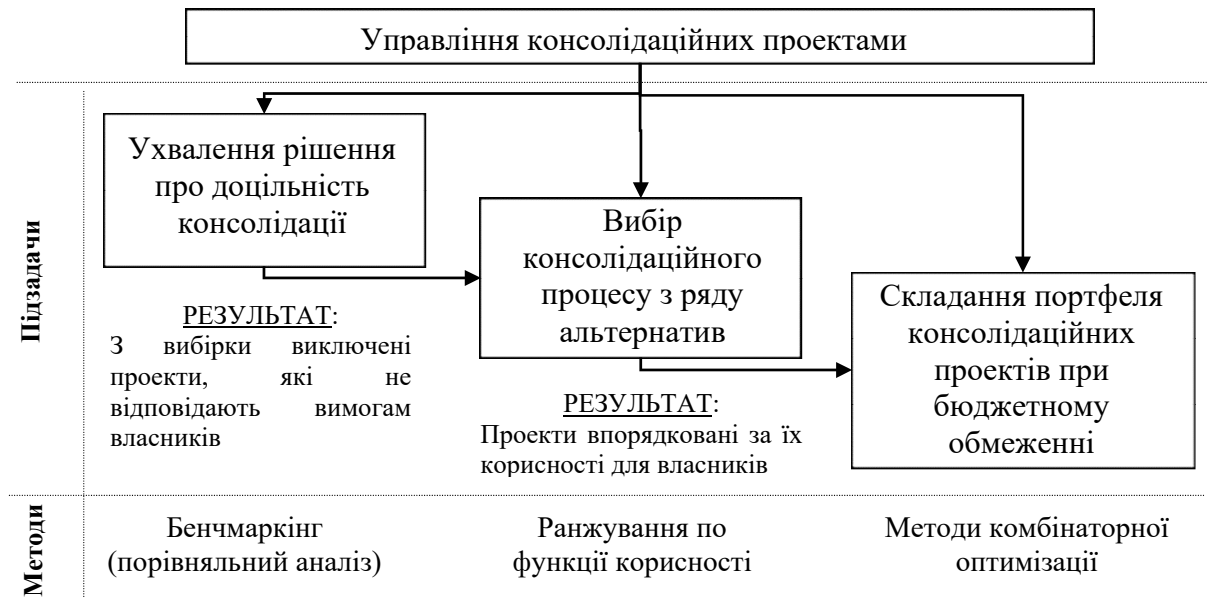 Управління консолідаційних проектами
Підзадачи
Ухвалення рішення
про доцільність
консолідації
РЕЗУЛЬТАТ:
З вибірки виключені
проекти, які не
відповідають вимогам
власників
Вибір
консолідаційного
процесу з ряду
альтернатив
РЕЗУЛЬТАТ:
Проекти впорядковані за їх
корисності для власників
Складання портфеля
консолідаційних
проектів при
бюджетному
обмеженні
Методи
Бенчмаркінг
(порівняльний аналіз)
Ранжування по
функції корисності
Методи комбінаторної
оптимізації